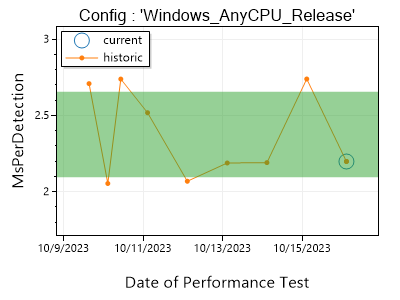 Config : 'Windows_AnyCPU_Release'
current
historic
3
2.5
2
MsPerDetection
10/9/2023
10/11/2023
10/13/2023
10/15/2023
Date of Performance Test